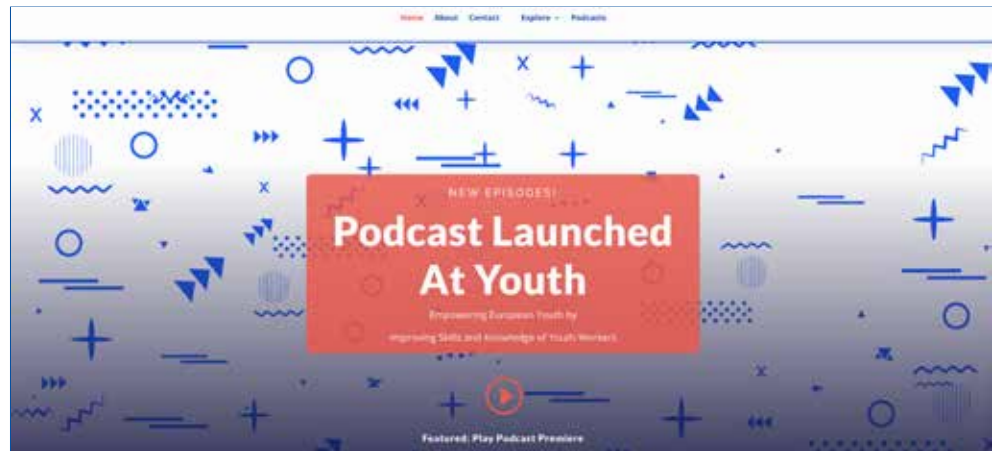 Home About Contact Explore Podcasts
NEW EPISODES!
Podcast Launched
At Youth
Empowering European Youth by
Improving Skills and Knowledge of Youth Workers
Featured: Play Podcast Premiere